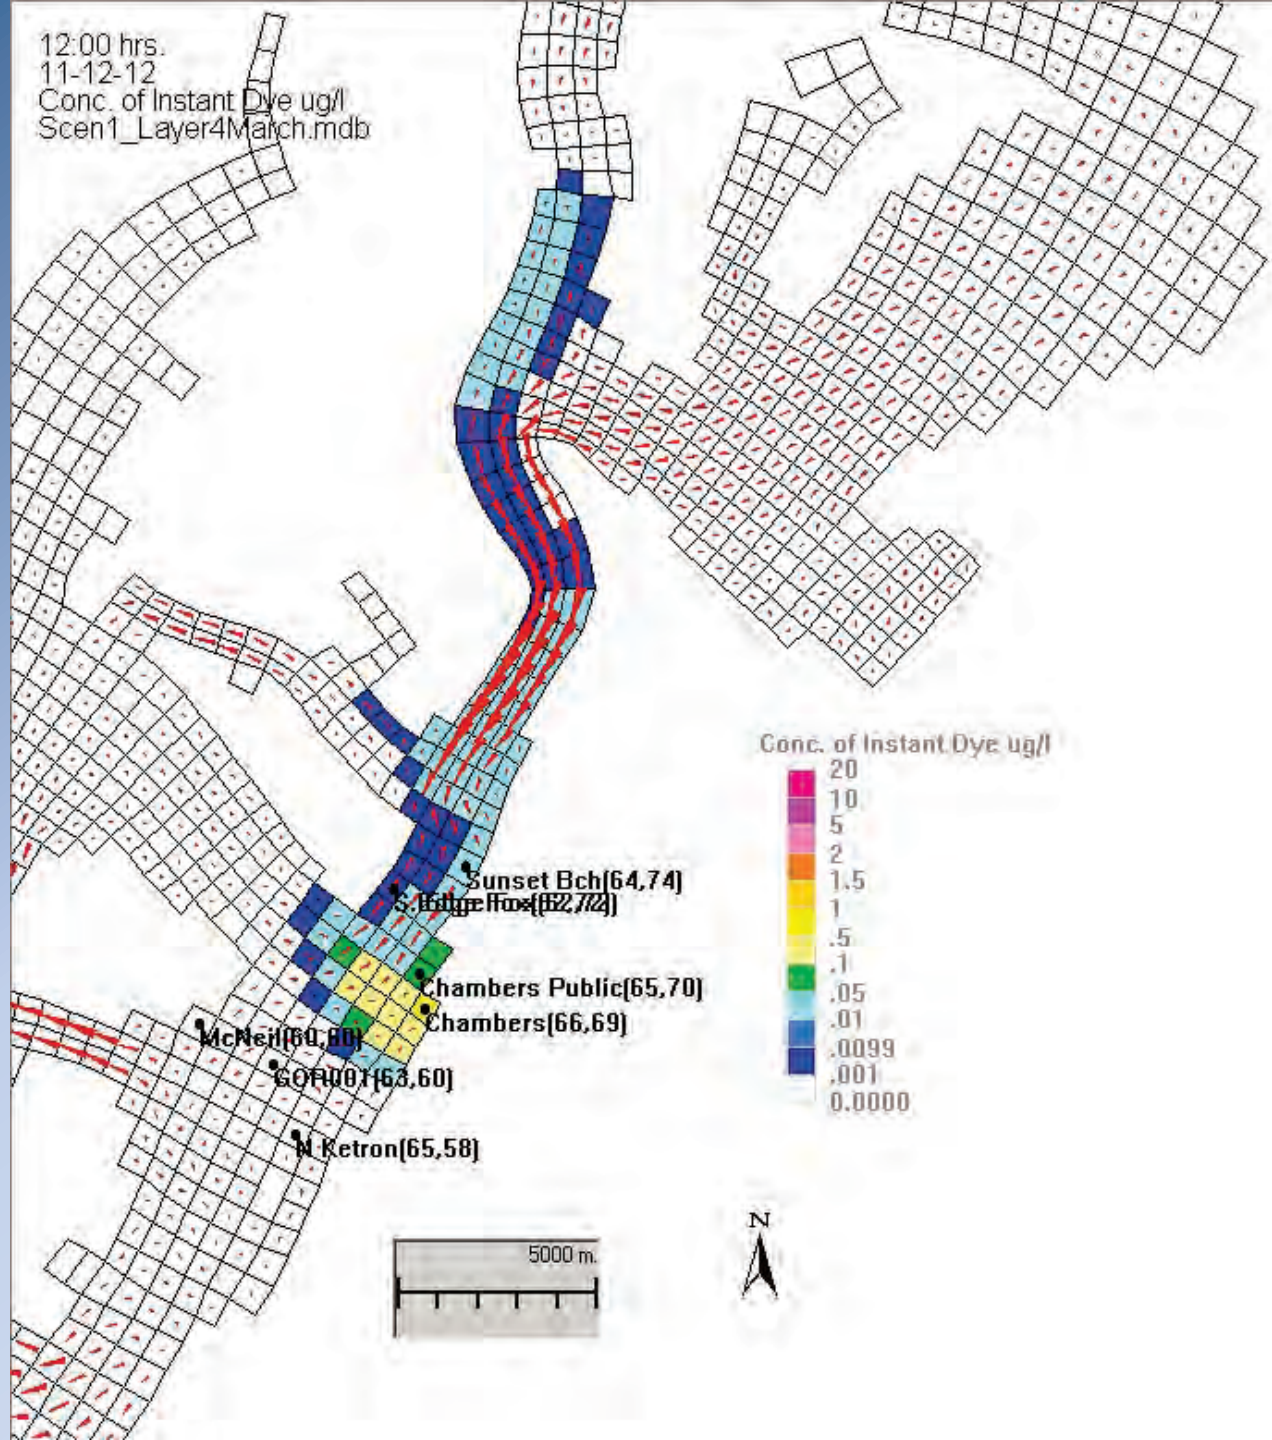 12:00 hrs.
11-12-12
Conc. of Instant Dye ug/l
Scen1_Layer4March.mdb
Conc. of Instant Dye ug/l
20
10
5
2
1.5
1
.5
.1
.05
.01
.0099
.001
0.0000
Sunset Bch(64,74)
Chambers Public(65,70)
Chambers(66,69)
McNeil(60,60)
(63,60)
N Ketron(65,58)
5000 m.
N